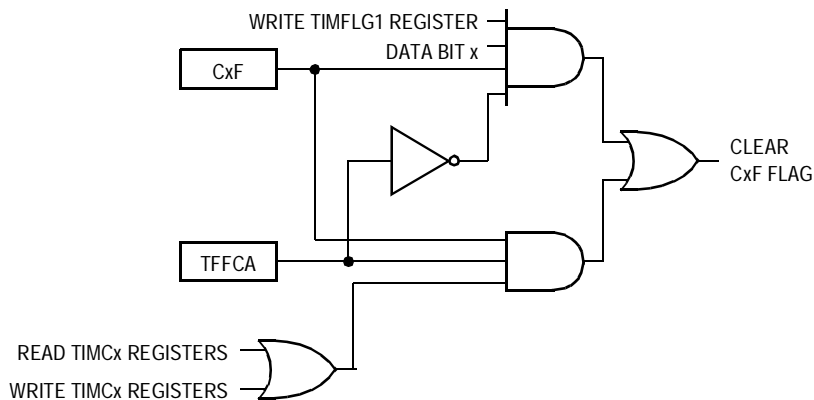 WRITE TIMFLG1 REGISTER
DATA BIT x
CxF
CLEAR
CxF FLAG
TFFCA
READ TIMCx REGISTERS
WRITE TIMCx REGISTERS